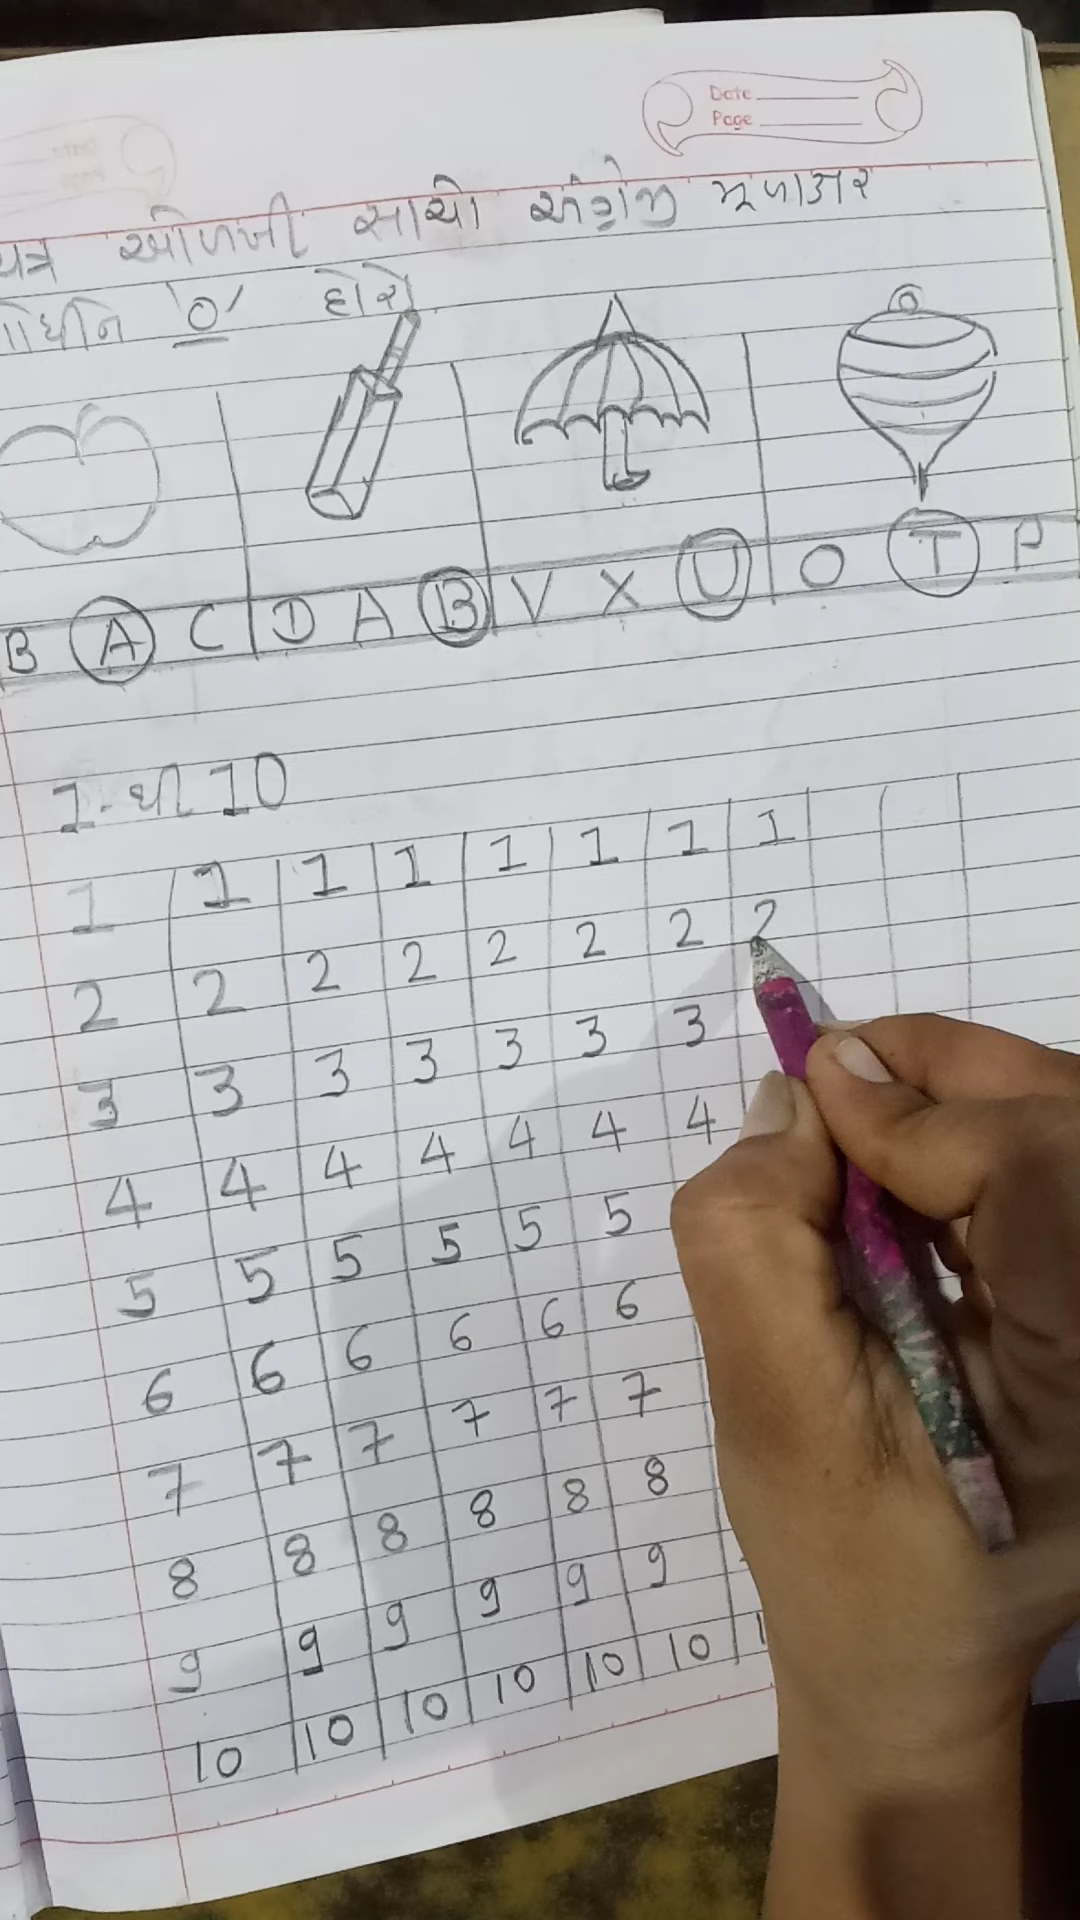 Date
Page
ચિત્ર ઓળખી સાચો અંગ્રેજી મૂળાક્ષર
શોધીને '0' દોરો
B A C D A B V X U O T P
1- થી 10
1 1 1 1 1 1 1 1
2 2 2 2 2 2 2 2
3 3 3 3 3 3 3
4 4 4 4 4 4 4
5 5 5 5 5 5
6 6 6 6 6 6
7 7 7 7 7 7
8 8 8 8 8 8
9 9 9 9 9 9
10 10 10 10 10 10